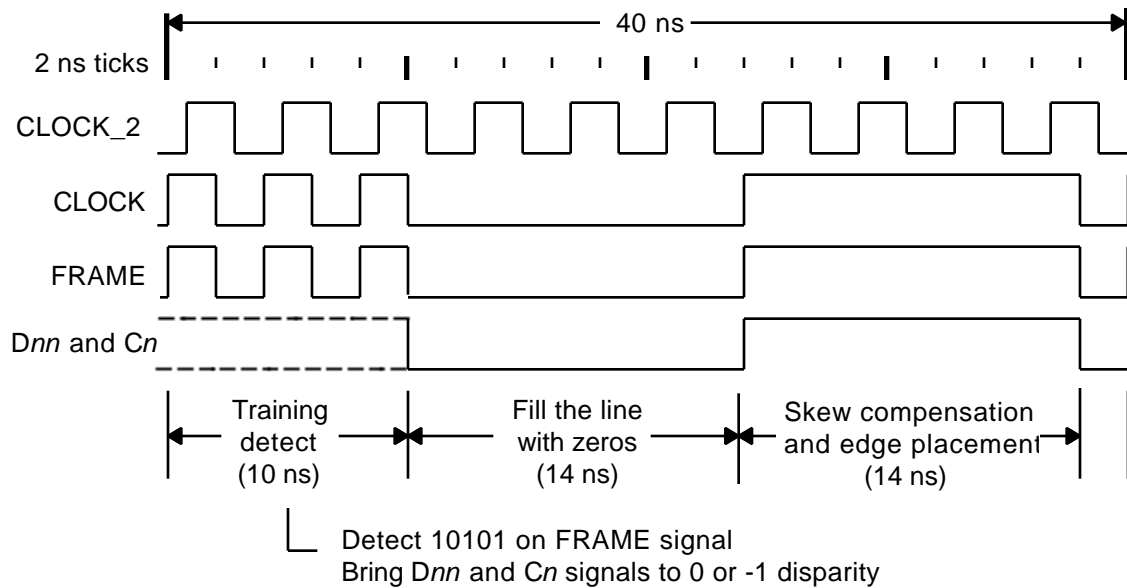 40 ns
2 ns ticks
CLOCK_2
CLOCK
FRAME
Dnn and Cn
Training
detect
(10 ns)
Fill the line
with zeros
(14 ns)
Skew compensation
and edge placement
(14 ns)
Detect 10101 on FRAME signal
Bring Dnn and Cn signals to 0 or -1 disparity